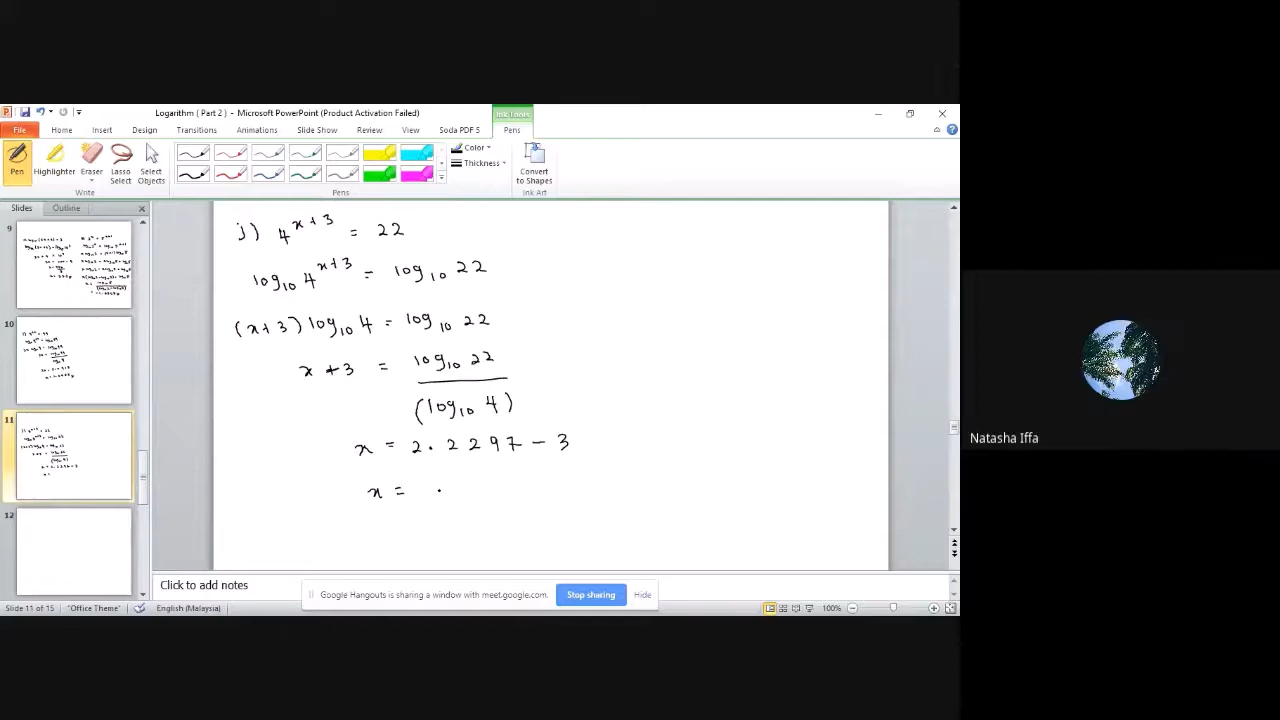 Logarithm ( Part 2 ) - Microsoft PowerPoint (Product Activation Failed)
Ink Tools
File Home Insert Design Transitions Animations Slide Show Review View Soda PDF 5 Pens
Pen Highlighter Eraser Lasso Select Select Objects
Color
Thickness
Convert to Shapes
Write Pens Ink Art
Slides Outline
9
10
11
12
j) 4^{x+3} = 22
log₁₀ 4^{x+3} = log₁₀ 22
(x+3) log₁₀ 4 = log₁₀ 22
x + 3 = log₁₀ 22
(log₁₀ 4)
x = 2.2297 - 3
x =
Click to add notes
Google Hangouts is sharing a window with meet.google.com. Stop sharing Hide
Slide 11 of 15 "Office Theme" English (Malaysia) 100%
Natasha Iffa